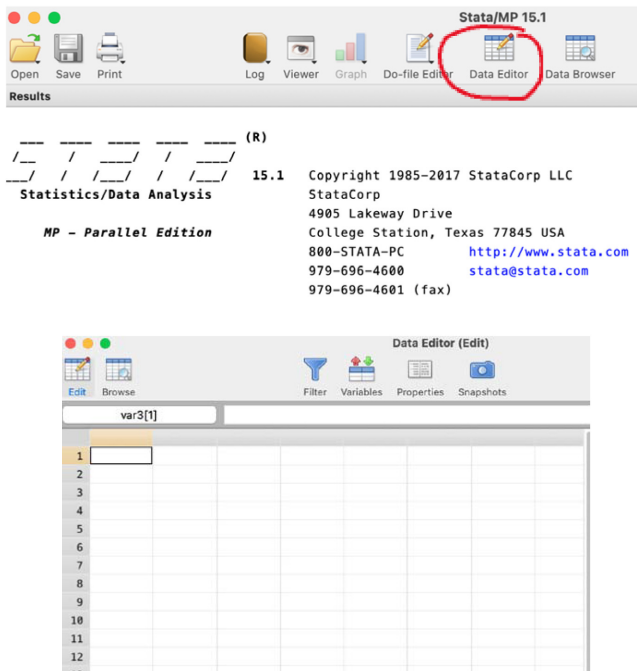 Stata/MP 15.1
Open Save Print Log Viewer Graph Do-file Editor Data Editor Data Browser
Results
(R)
15.1 Copyright 1985-2017 StataCorp LLC
Statistics/Data Analysis StataCorp
4905 Lakeway Drive
MP - Parallel Edition College Station, Texas 77845 USA
800-STATA-PC http://www.stata.com
979-696-4600 stata@stata.com
979-696-4601 (fax)
Data Editor (Edit)
Edit Browse Filter Variables Properties Snapshots
var3[1]
1
2
3
4
5
6
7
8
9
10
11
12